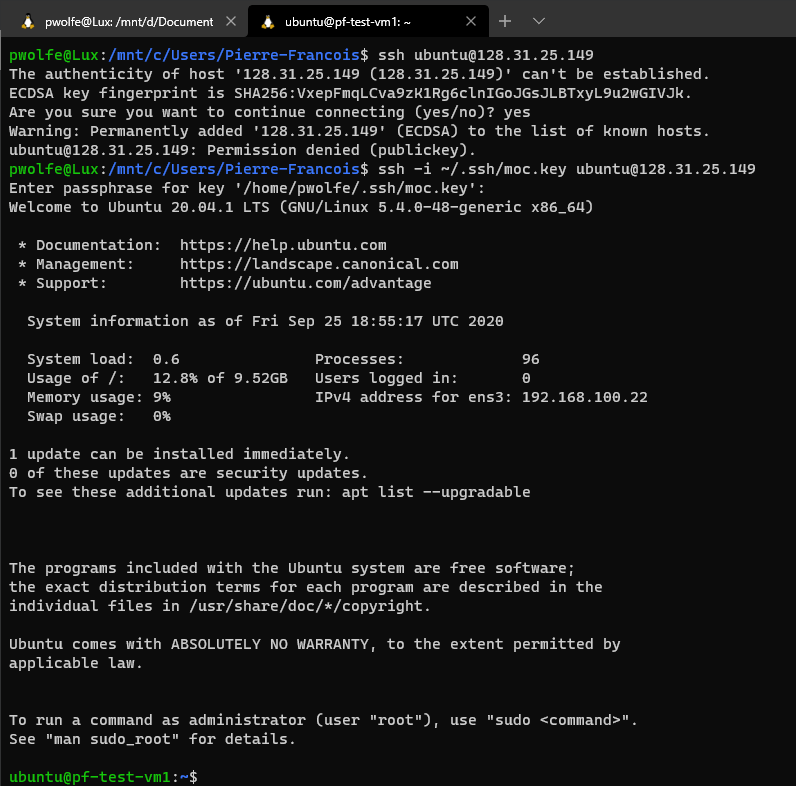 pwolfe@Lux: /mnt/d/Document
ubuntu@pf-test-vm1: ~
pwolfe@Lux:/mnt/c/Users/Pierre-Francois$ ssh ubuntu@128.31.25.149
The authenticity of host '128.31.25.149 (128.31.25.149)' can't be established.
ECDSA key fingerprint is SHA256:VxepFmqLCva9zK1Rg6clnIGoJGsJLBTxyL9u2wGIVJk.
Are you sure you want to continue connecting (yes/no)? yes
Warning: Permanently added '128.31.25.149' (ECDSA) to the list of known hosts.
ubuntu@128.31.25.149: Permission denied (publickey).
pwolfe@Lux:/mnt/c/Users/Pierre-Francois$ ssh -i ~/.ssh/moc.key ubuntu@128.31.25.149
Enter passphrase for key '/home/pwolfe/.ssh/moc.key':
Welcome to Ubuntu 20.04.1 LTS (GNU/Linux 5.4.0-48-generic x86_64)
* Documentation: https://help.ubuntu.com
* Management: https://landscape.canonical.com
* Support: https://ubuntu.com/advantage
System information as of Fri Sep 25 18:55:17 UTC 2020
System load: 0.6 Processes: 96
Usage of /: 12.8% of 9.52GB Users logged in: 0
Memory usage: 9% IPv4 address for ens3: 192.168.100.22
Swap usage: 0%
1 update can be installed immediately.
0 of these updates are security updates.
To see these additional updates run: apt list --upgradable
The programs included with the Ubuntu system are free software;
the exact distribution terms for each program are described in the
individual files in /usr/share/doc/*/copyright.
Ubuntu comes with ABSOLUTELY NO WARRANTY, to the extent permitted by
applicable law.
To run a command as administrator (user "root"), use "sudo <command>".
See "man sudo_root" for details.
ubuntu@pf-test-vm1:~$